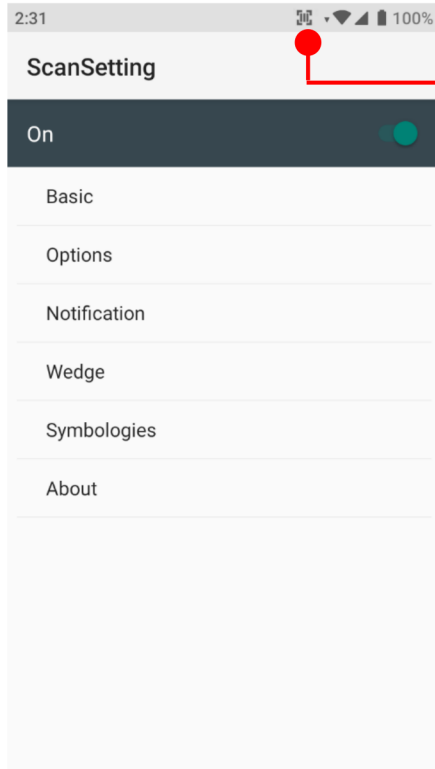 2:31 100%
ScanSetting
On
Basic
Options
Notification
Wedge
Symbologies
About